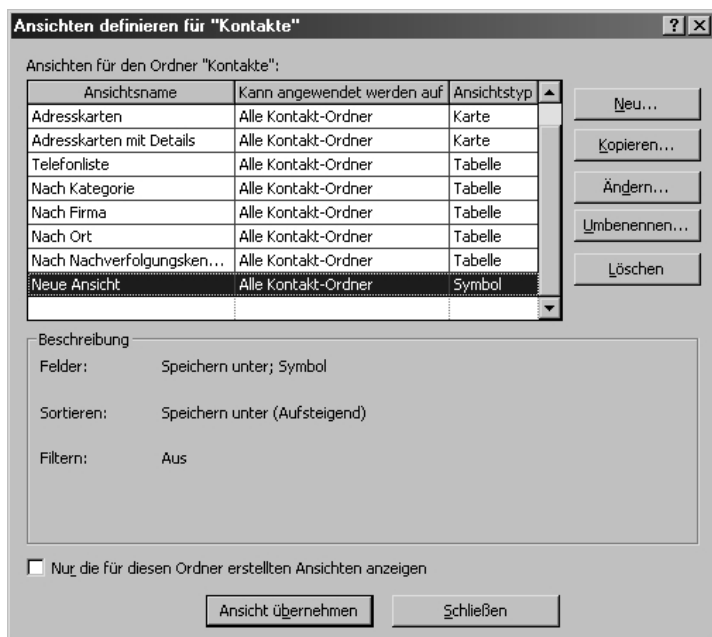 Ansichten definieren für "Kontakte"
Ansichten für den Ordner "Kontakte":
Ansichtsname Kann angewendet werden auf Ansichtstyp
Adresskarten Alle Kontakt-Ordner Karte
Adresskarten mit Details Alle Kontakt-Ordner Karte
Telefonliste Alle Kontakt-Ordner Tabelle
Nach Kategorie Alle Kontakt-Ordner Tabelle
Nach Firma Alle Kontakt-Ordner Tabelle
Nach Ort Alle Kontakt-Ordner Tabelle
Nach Nachverfolgungsken... Alle Kontakt-Ordner Tabelle
Neue Ansicht Alle Kontakt-Ordner Symbol
Neu...
Kopieren...
Ändern...
Umbenennen...
Löschen
Beschreibung
Felder: Speichern unter; Symbol
Sortieren: Speichern unter (Aufsteigend)
Filtern: Aus
Nur die für diesen Ordner erstellten Ansichten anzeigen
Ansicht übernehmen Schließen